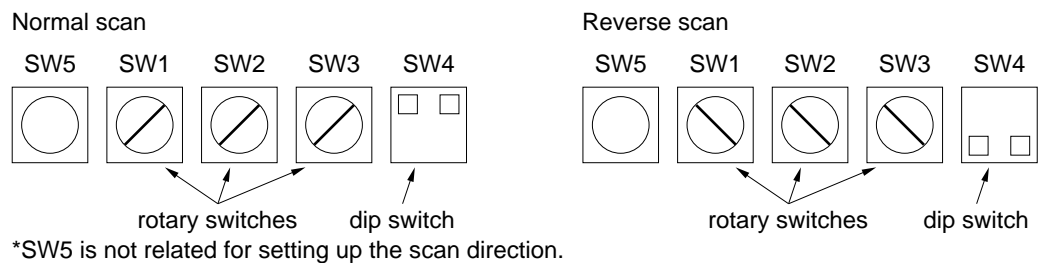 Normal scan
Reverse scan
SW5 SW1 SW2 SW3 SW4
SW5 SW1 SW2 SW3 SW4
rotary switches dip switch
rotary switches dip switch
*SW5 is not related for setting up the scan direction.